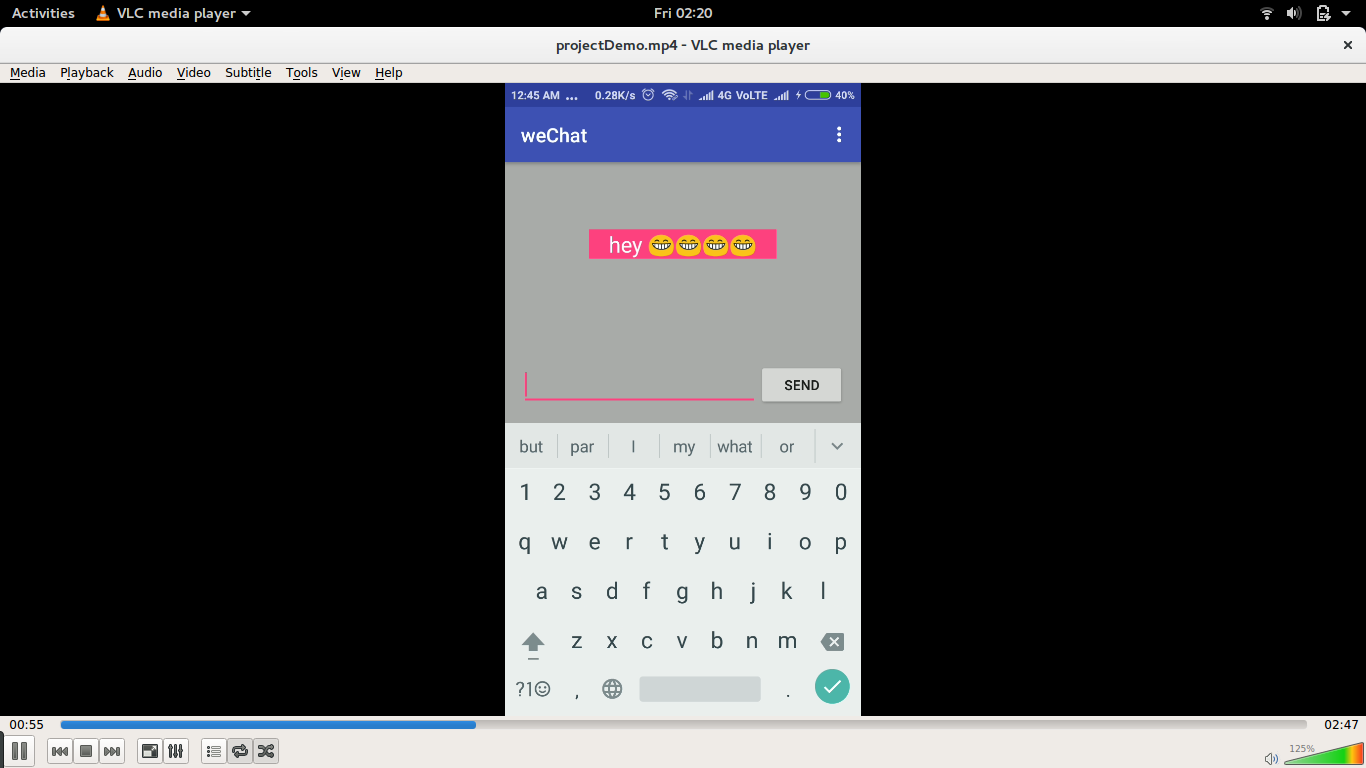 Activities VLC media player Fri 02:20
projectDemo.mp4 - VLC media player ×
Media Playback Audio Video Subtitle Tools View Help
12:45 AM ... 0.28K/s 4G VoLTE 40%
weChat
hey 😁😁😁😁
SEND
but par I my what or
1 2 3 4 5 6 7 8 9 0
q w e r t y u i o p
a s d f g h j k l
z x c v b n m
?1☺ , .
00:55 02:47
125%